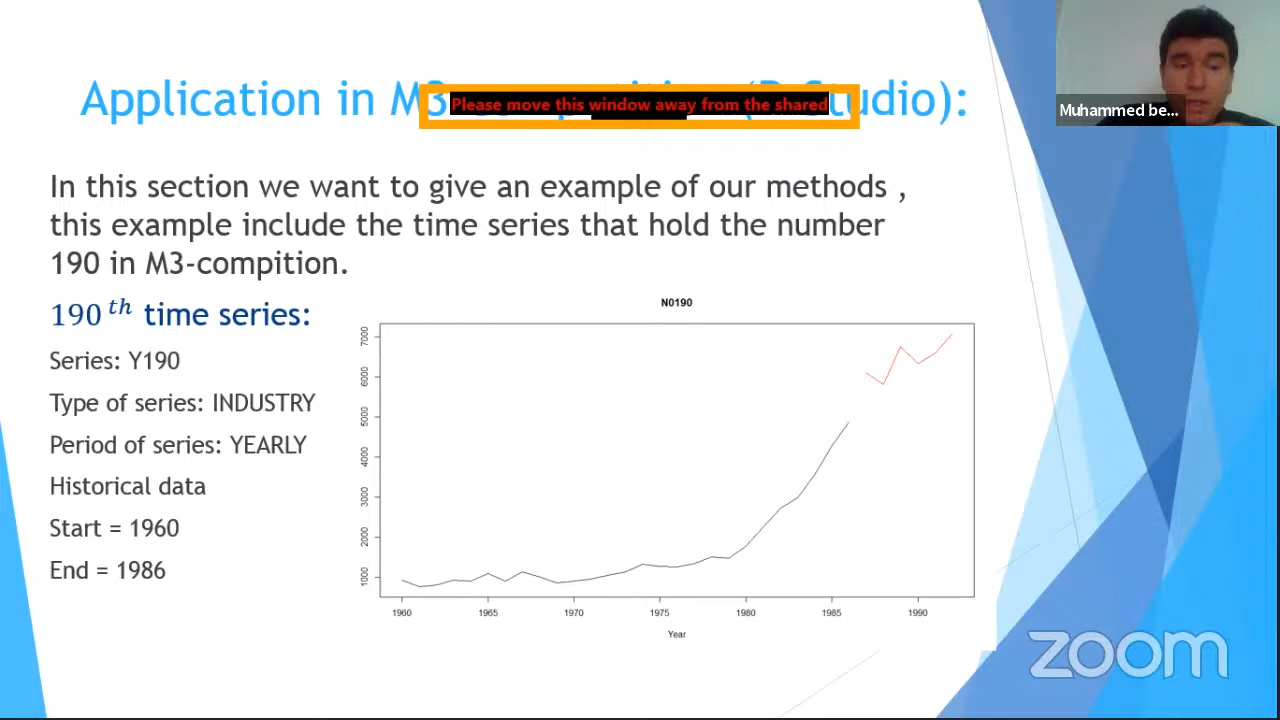 Application in M3 Studio):
Please move this window away from the shared
Muhammed be...
In this section we want to give an example of our methods ,
this example include the time series that hold the number
190 in M3-compition.
190 th time series:
Series: Y190
Type of series: INDUSTRY
Period of series: YEARLY
Historical data
Start = 1960
End = 1986
N0190
7000
6000
5000
4000
3000
2000
1000
1960 1965 1970 1975 1980 1985 1990
Year
zoom